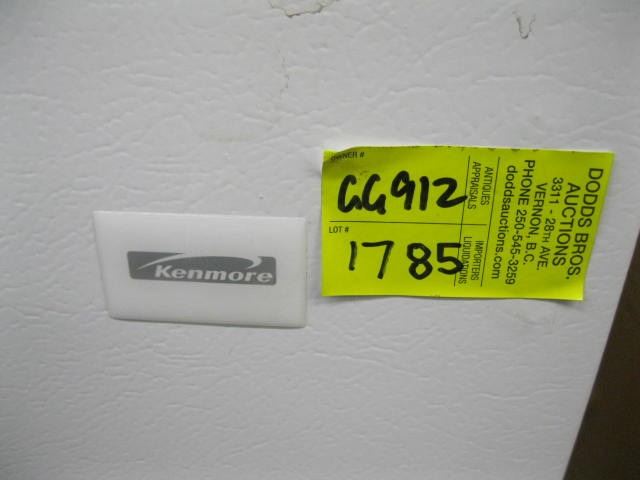 Kenmore
OWNER #
GG912
LOT #
1785
ANTIQUES
APPRAISALS
IMPORTERS
LIQUIDATIONS
DODDS BROS.
AUCTIONS
3311 - 28TH AVE
VERNON, B.C.
PHONE 250-545-3259
doddsauctions.com